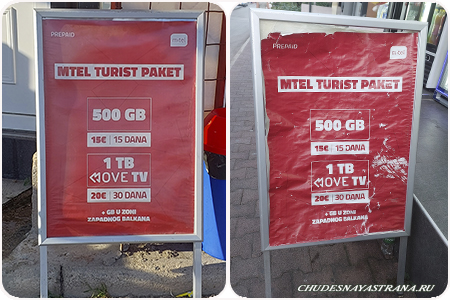 PREPAID
m:tel
MTEL TURIST PAKET
500 GB
15€ | 15 DANA
1 TB
MOVE TV
20€ | 30 DANA
+ GB U ZONI
ZAPADNOG BALKANA
PREPAID
m:tel
MTEL TURIST PAKET
500 GB
15€ | 15 DANA
1 TB
MOVE TV
20€ | 30 DANA
+ GB U ZONI
ZAPADNOG BALKANA
CHUDESNAYASTRANA.RU